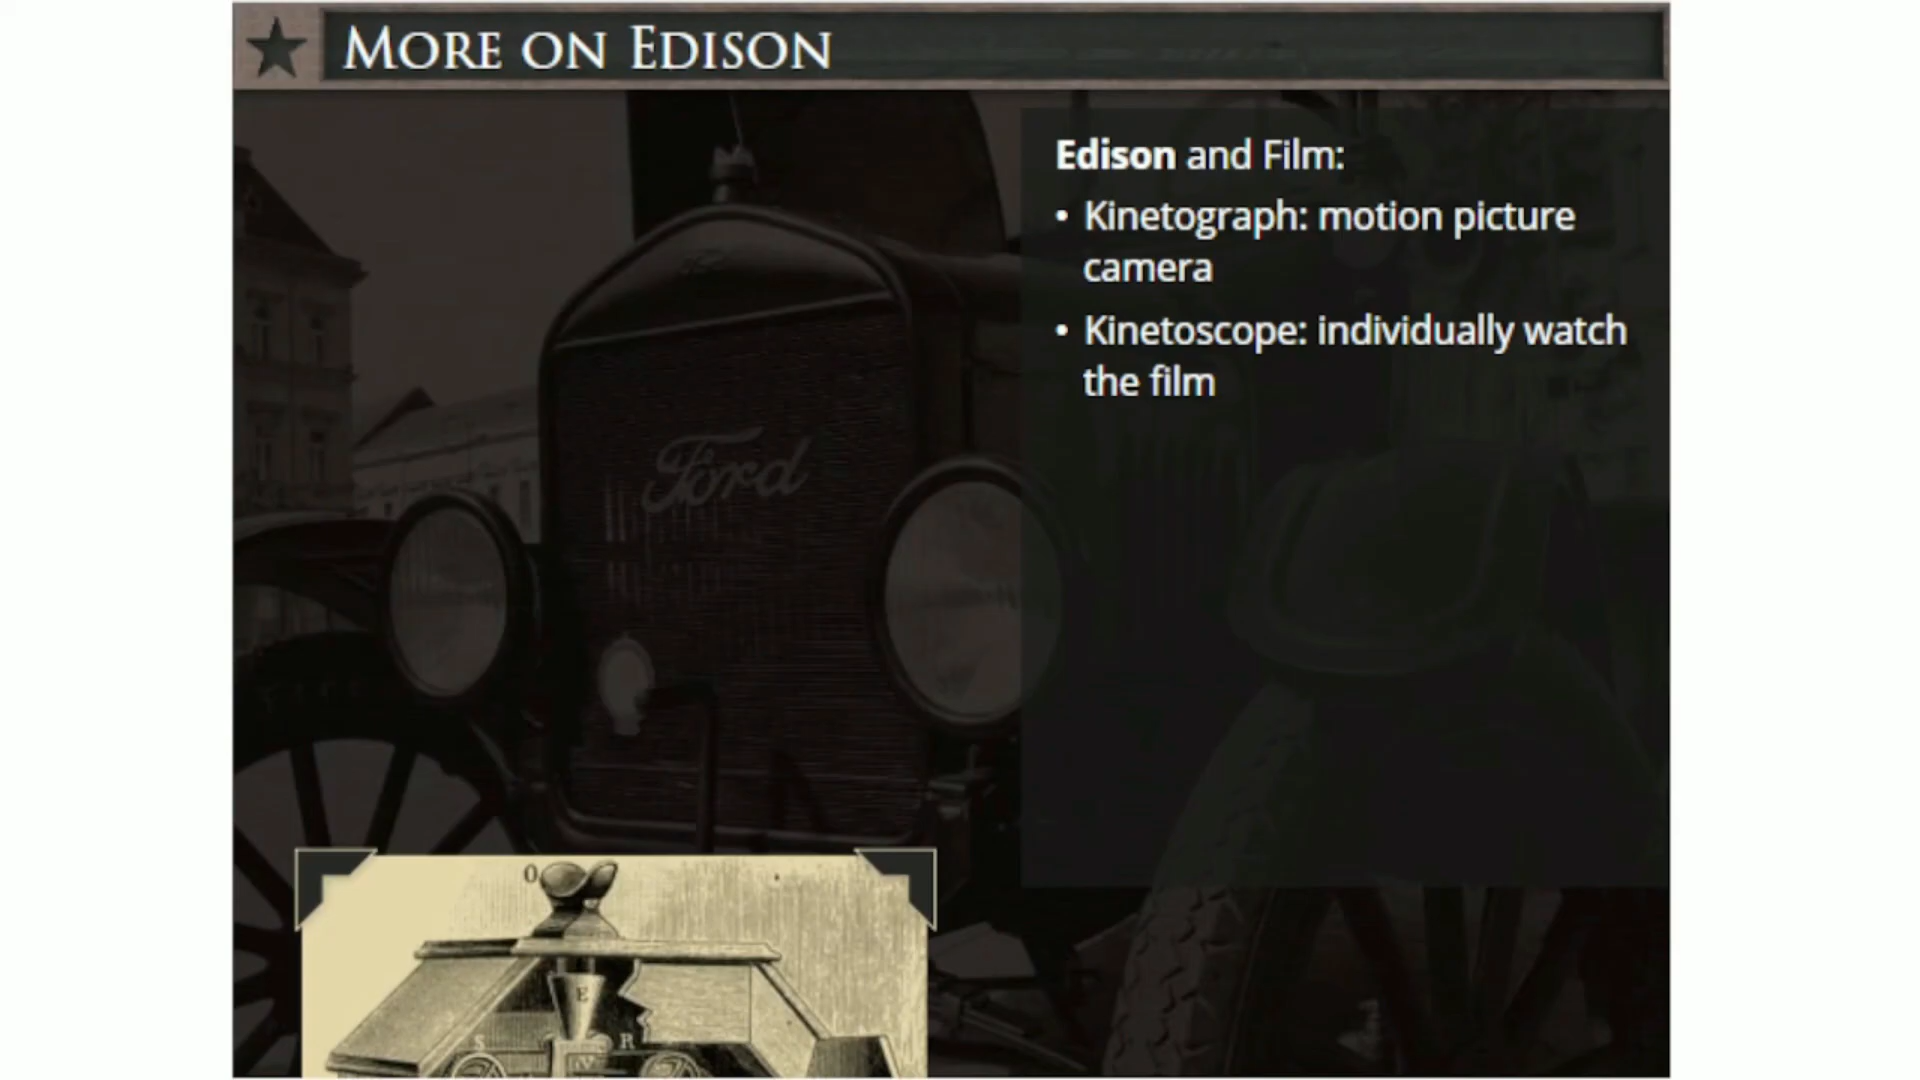 MORE ON EDISON
Edison and Film:
• Kinetograph: motion picture
camera
• Kinetoscope: individually watch
the film
Ford
O
E
S
R
V